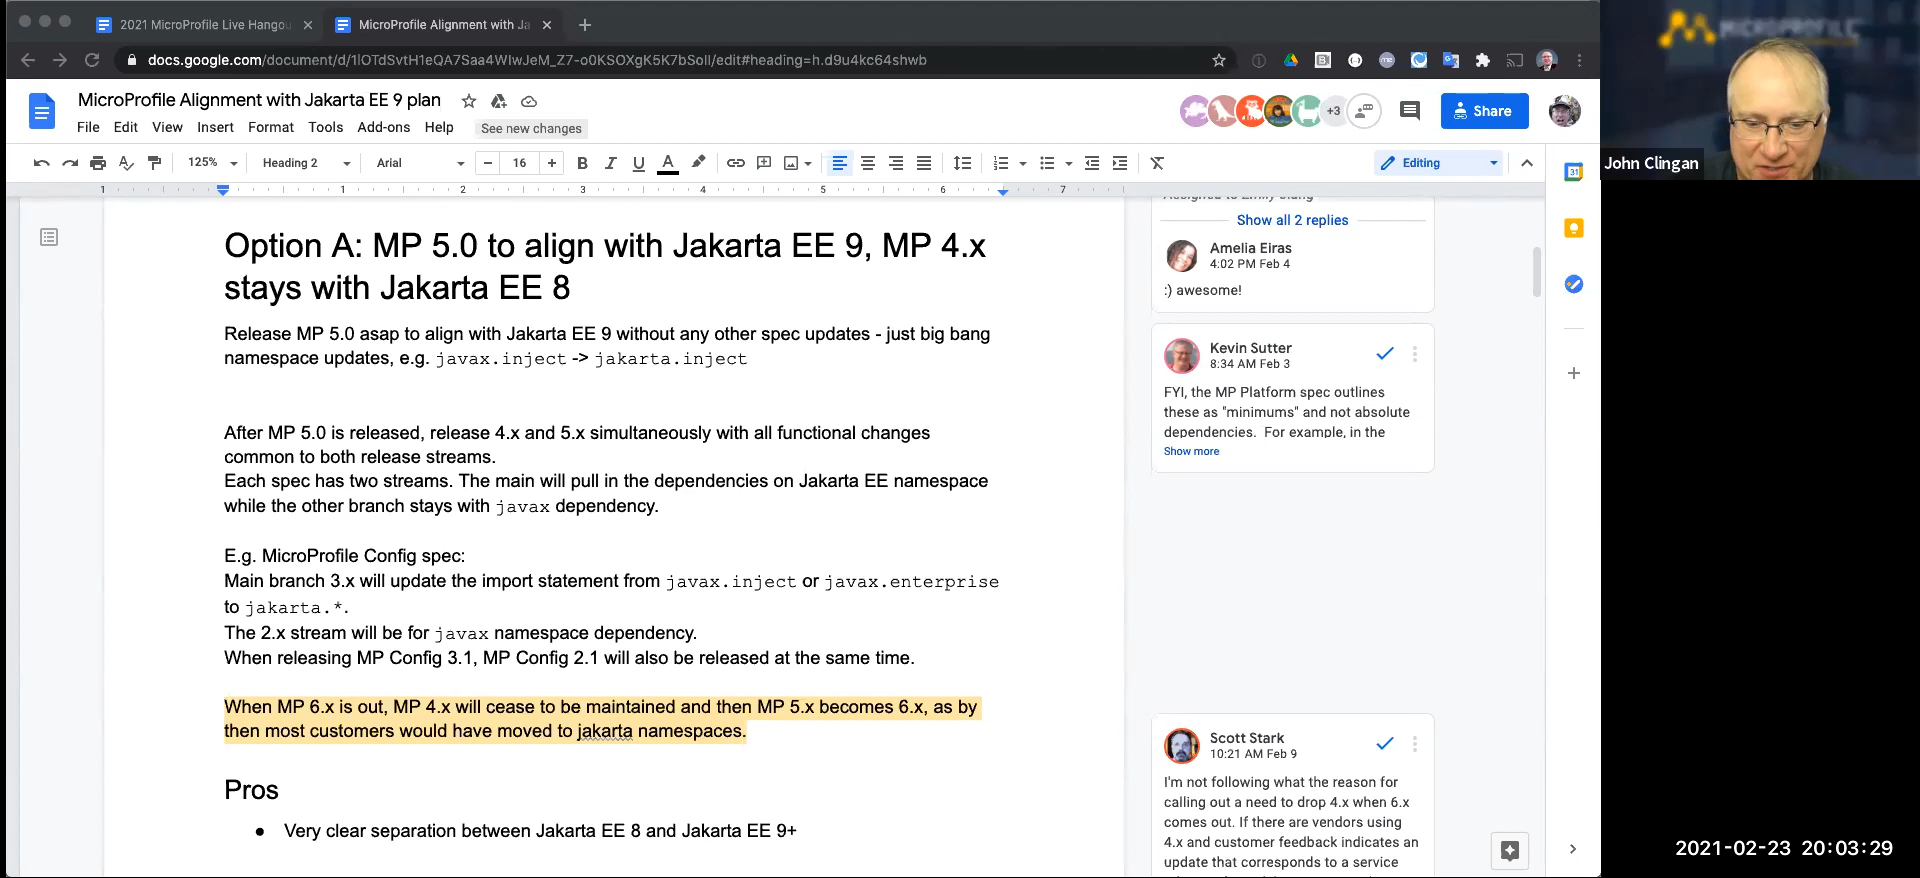 2021 MicroProfile Live Hangou
MicroProfile Alignment with Ja
docs.google.com/document/d/1lOTdSvtH1eQA7Saa4WIwJeM_Z7-o0KSOXgK5K7bSoII/edit#heading=h.d9u4kc64shwb
MICROPROFILE
MicroProfile Alignment with Jakarta EE 9 plan
+3
Share
File Edit View Insert Format Tools Add-ons Help See new changes
125% Heading 2 Arial 16 B I U A Editing
John Clingan
31
1 1 2 3 4 5 6 7
Show all 2 replies
Option A: MP 5.0 to align with Jakarta EE 9, MP 4.x
stays with Jakarta EE 8
Release MP 5.0 asap to align with Jakarta EE 9 without any other spec updates - just big bang
namespace updates, e.g. javax.inject -> jakarta.inject
After MP 5.0 is released, release 4.x and 5.x simultaneously with all functional changes
common to both release streams.
Each spec has two streams. The main will pull in the dependencies on Jakarta EE namespace
while the other branch stays with javax dependency.
E.g. MicroProfile Config spec:
Main branch 3.x will update the import statement from javax.inject or javax.enterprise
to jakarta.*.
The 2.x stream will be for javax namespace dependency.
When releasing MP Config 3.1, MP Config 2.1 will also be released at the same time.
When MP 6.x is out, MP 4.x will cease to be maintained and then MP 5.x becomes 6.x, as by
then most customers would have moved to jakarta namespaces.
Pros
● Very clear separation between Jakarta EE 8 and Jakarta EE 9+
Amelia Eiras
4:02 PM Feb 4
:) awesome!
Kevin Sutter
8:34 AM Feb 3
FYI, the MP Platform spec outlines
these as "minimums" and not absolute
dependencies. For example, in the
Show more
Scott Stark
10:21 AM Feb 9
I'm not following what the reason for
calling out a need to drop 4.x when 6.x
comes out. If there are vendors using
4.x and customer feedback indicates an
update that corresponds to a service
2021-02-23 20:03:29